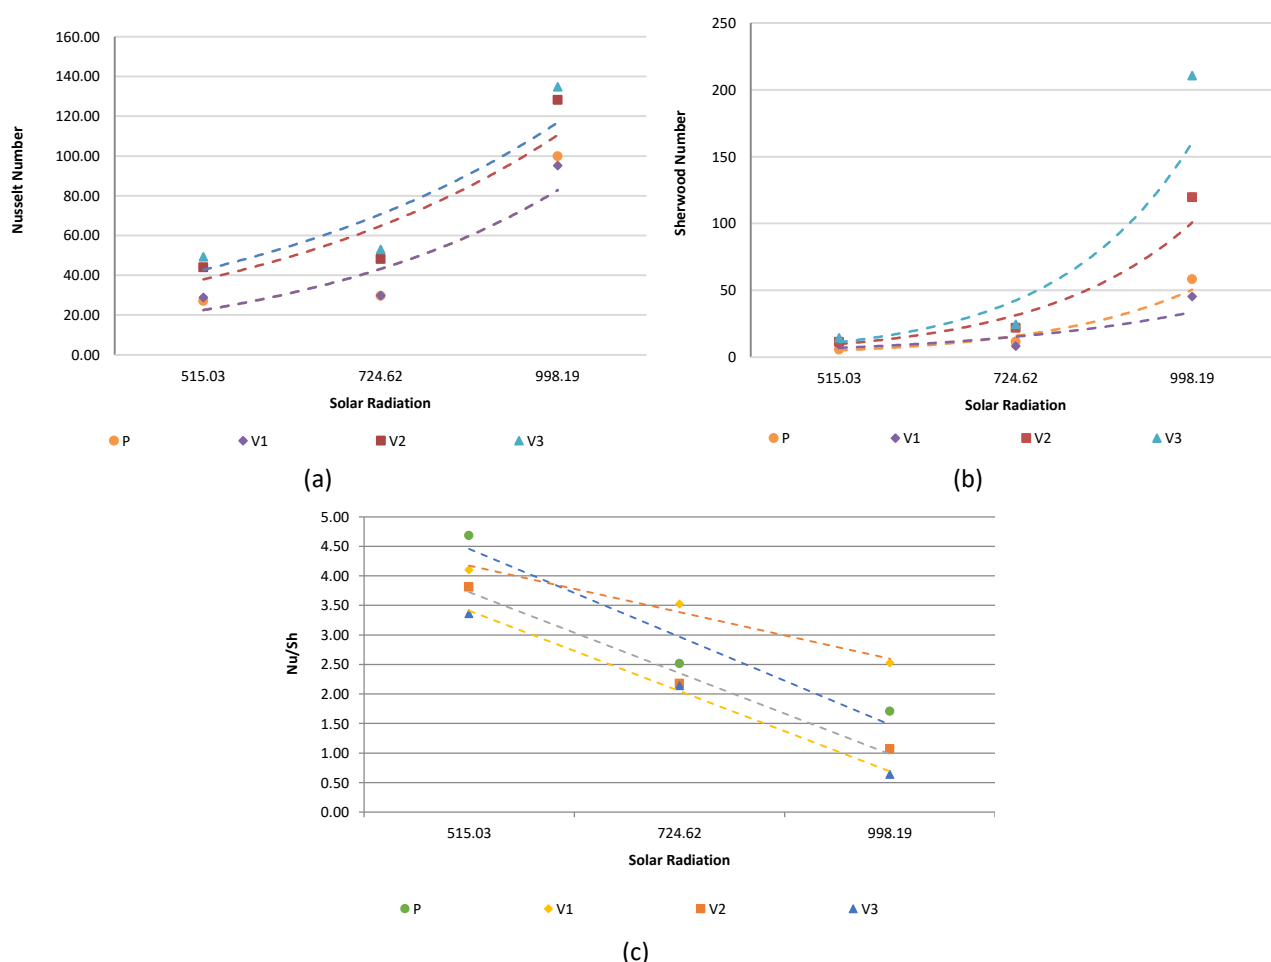 160.00
140.00
120.00
100.00
80.00
60.00
40.00
20.00
0.00
Nusselt Number
515.03 724.62 998.19
Solar Radiation
P V1 V2 V3
(a)
250
200
150
100
50
0
Sherwood Number
515.03 724.62 998.19
Solar Radiation
P V1 V2 V3
(b)
5.00
4.50
4.00
3.50
3.00
2.50
2.00
1.50
1.00
0.50
0.00
Nu/Sh
515.03 724.62 998.19
Solar Radiation
P V1 V2 V3
(c)